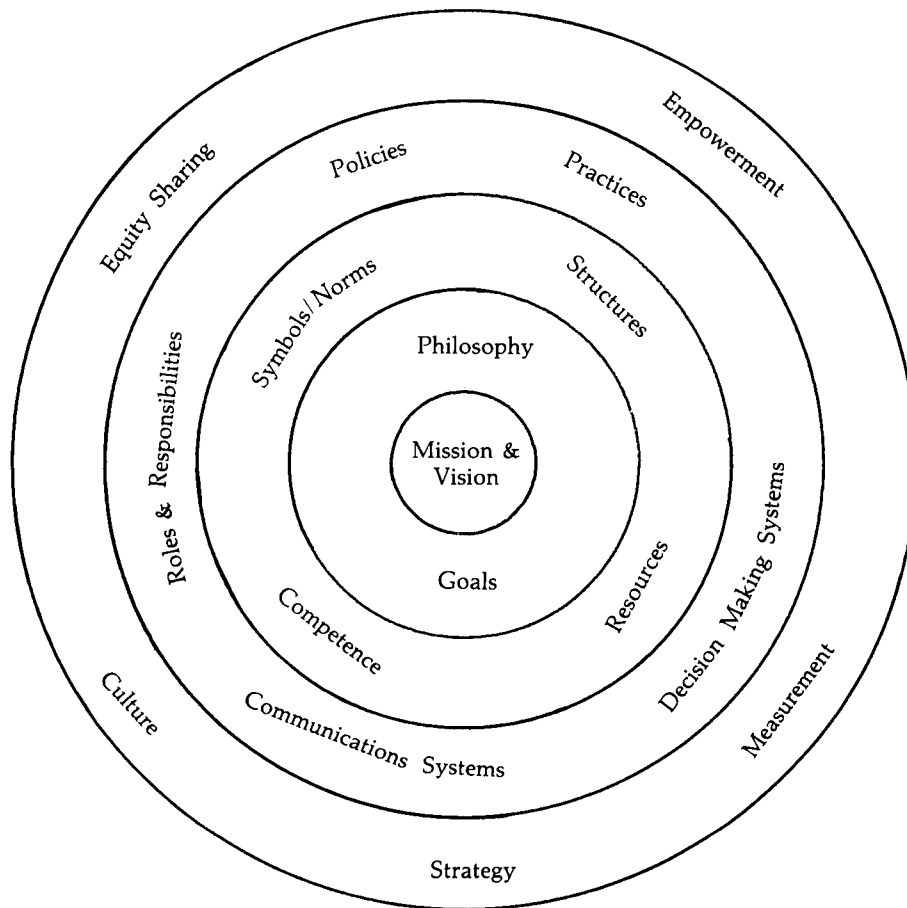 Empowerment
Equity Sharing
Policies
Practices
Symbols/Norms
Structures
Philosophy
Roles & Responsibilities
Mission &
Vision
Goals
Resources
Decision Making Systems
Competence
Communications Systems
Culture
Measurement
Strategy